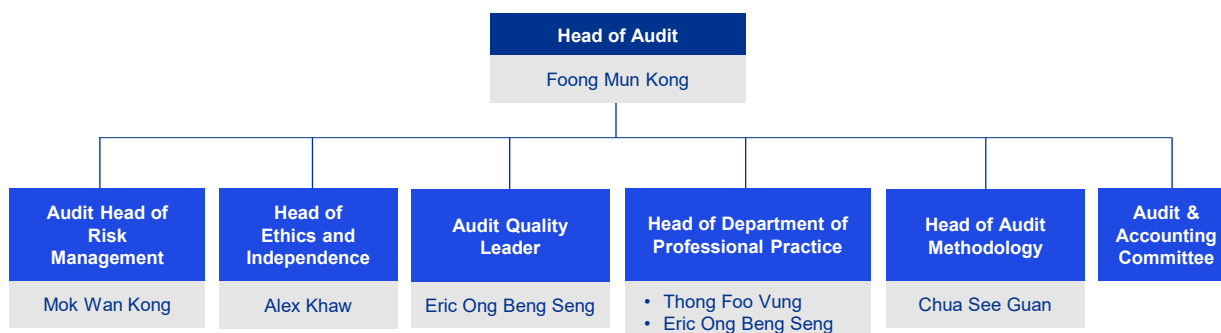 Head of Audit
Foong Mun Kong
Audit Head of
Risk
Management
Mok Wan Kong
Head of
Ethics and
Independence
Alex Khaw
Audit Quality
Leader
Eric Ong Beng Seng
Head of Department of
Professional Practice
• Thong Foo Vung
• Eric Ong Beng Seng
Head of Audit
Methodology
Chua See Guan
Audit &
Accounting
Committee